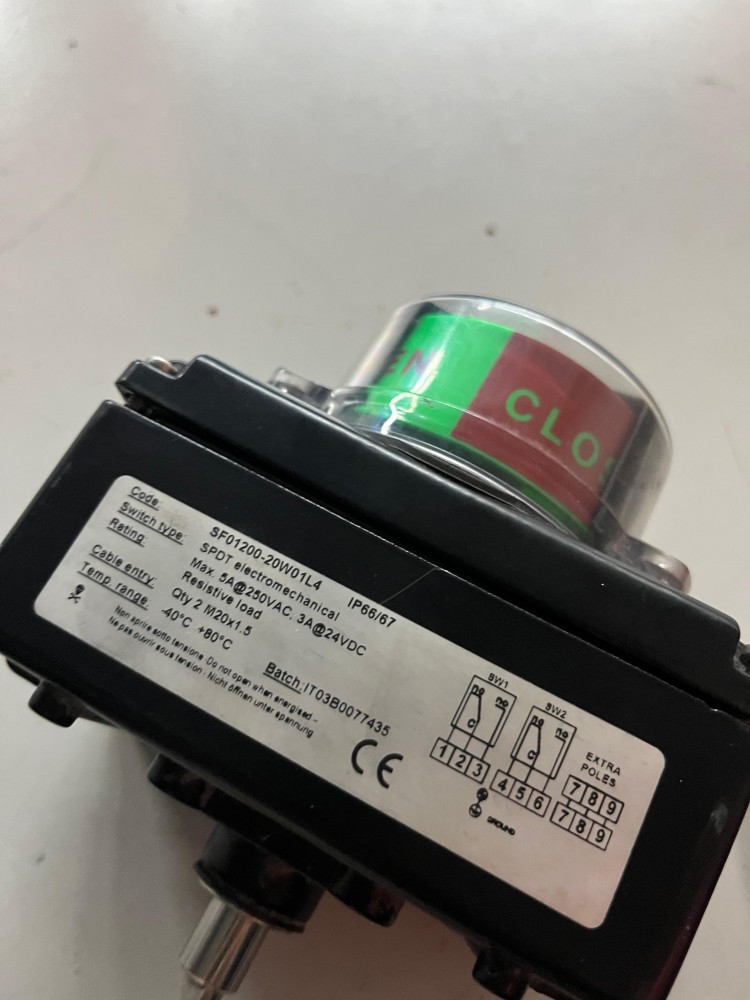 EN
CLOS
Code: SF01200-20W01L4 IP66/67
Switch type: SPDT electromechanical
Rating: Max. 5A@250VAC, 3A@24VDC
Resistive load
Cable entry: Qty 2 M20x1.5
Temp. range: -40°C +80°C
Non aprire sotto tensione. Do not open when energised -
Ne pas ouvrir sous tension . Nicht öffnen unter spannung
Batch: IT03B0077435
CE
SW1
nc no
C
1 2 3
SW2
nc no
C
4 5 6
EXTRA
POLES
7 8 9
7 8 9
GROUND